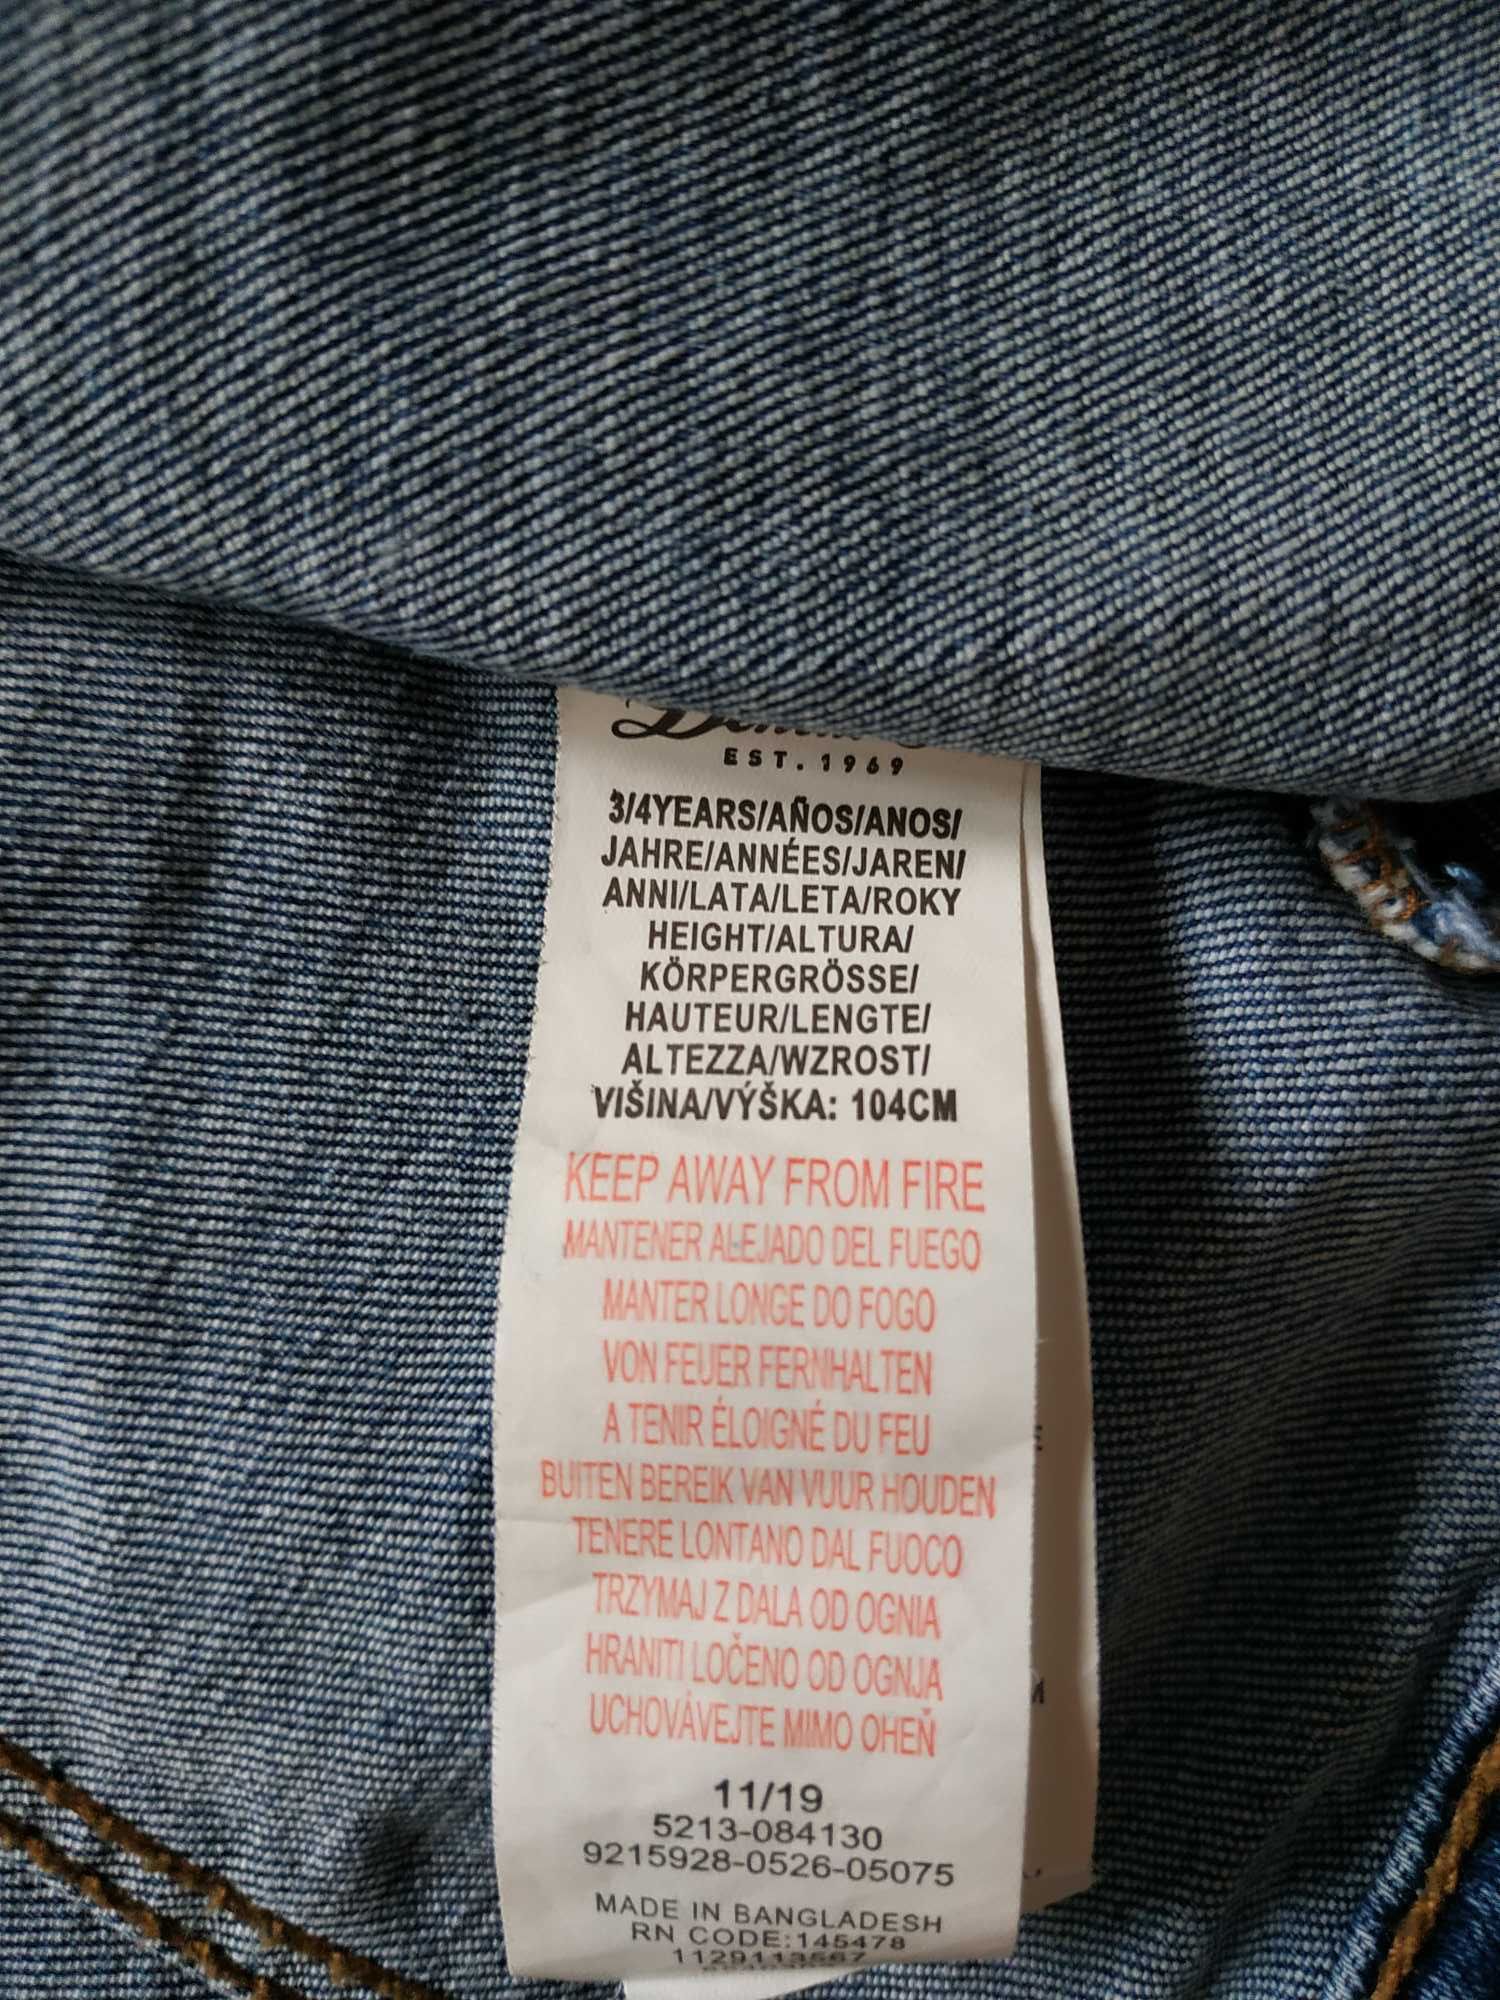 EST. 1969
3/4YEARS/AÑOS/ANOS/
JAHRE/ANNÉES/JAREN/
ANNI/LATA/LETA/ROKY
HEIGHT/ALTURA/
KÖRPERGRÖSSE/
HAUTEUR/LENGTE/
ALTEZZA/WZROST/
VIŠINA/VÝŠKA: 104CM
KEEP AWAY FROM FIRE
MANTENER ALEJADO DEL FUEGO
MANTER LONGE DO FOGO
VON FEUER FERNHALTEN
A TENIR ÉLOIGNÉ DU FEU
BUITEN BEREIK VAN VUUR HOUDEN
TENERE LONTANO DAL FUOCO
TRZYMAJ Z DALA OD OGNIA
HRANITI LOČENO OD OGNJA
UCHOVÁVEJTE MIMO OHEŇ
11/19
5213-084130
9215928-0526-05075
MADE IN BANGLADESH
RN CODE:145478